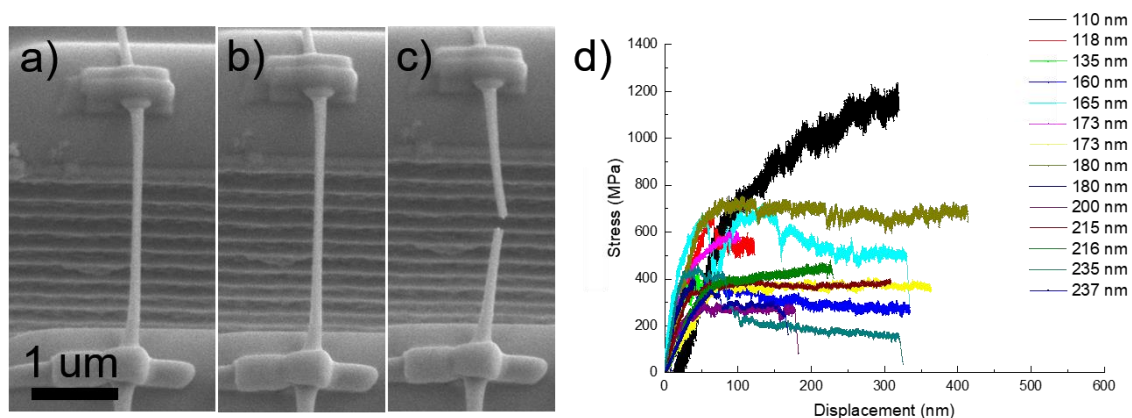 a)
b)
c)
1 um
d)
1400
1200
1000
800
600
400
200
0
Stress (MPa)
0 100 200 300 400 500 600
Displacement (nm)
110 nm
118 nm
135 nm
160 nm
165 nm
173 nm
173 nm
180 nm
180 nm
200 nm
215 nm
216 nm
235 nm
237 nm